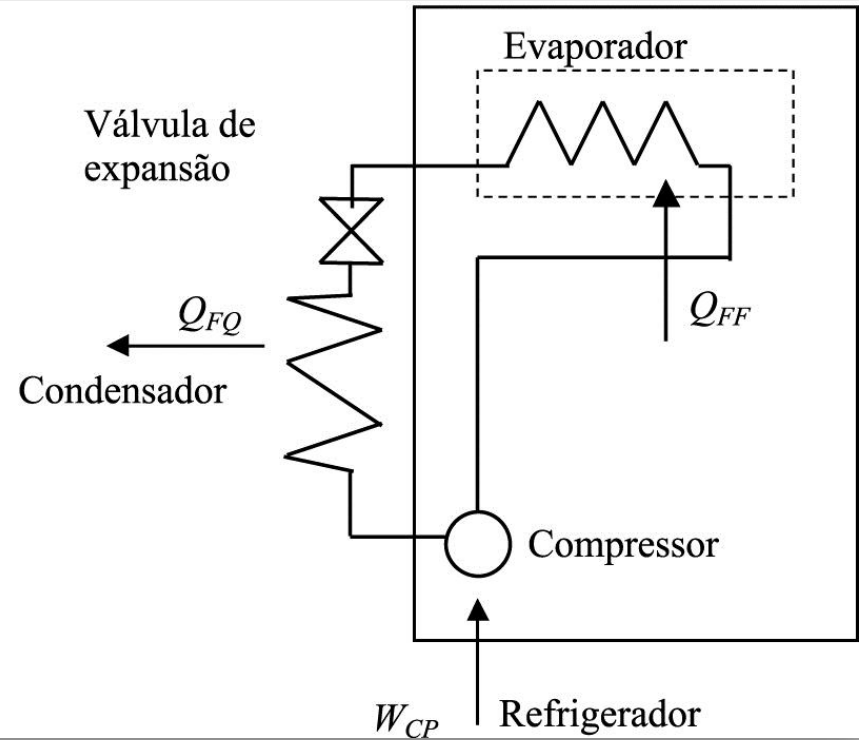 Evaporador
Válvula de
expansão
Q_FQ
Q_FF
Condensador
Compressor
W_CP
Refrigerador